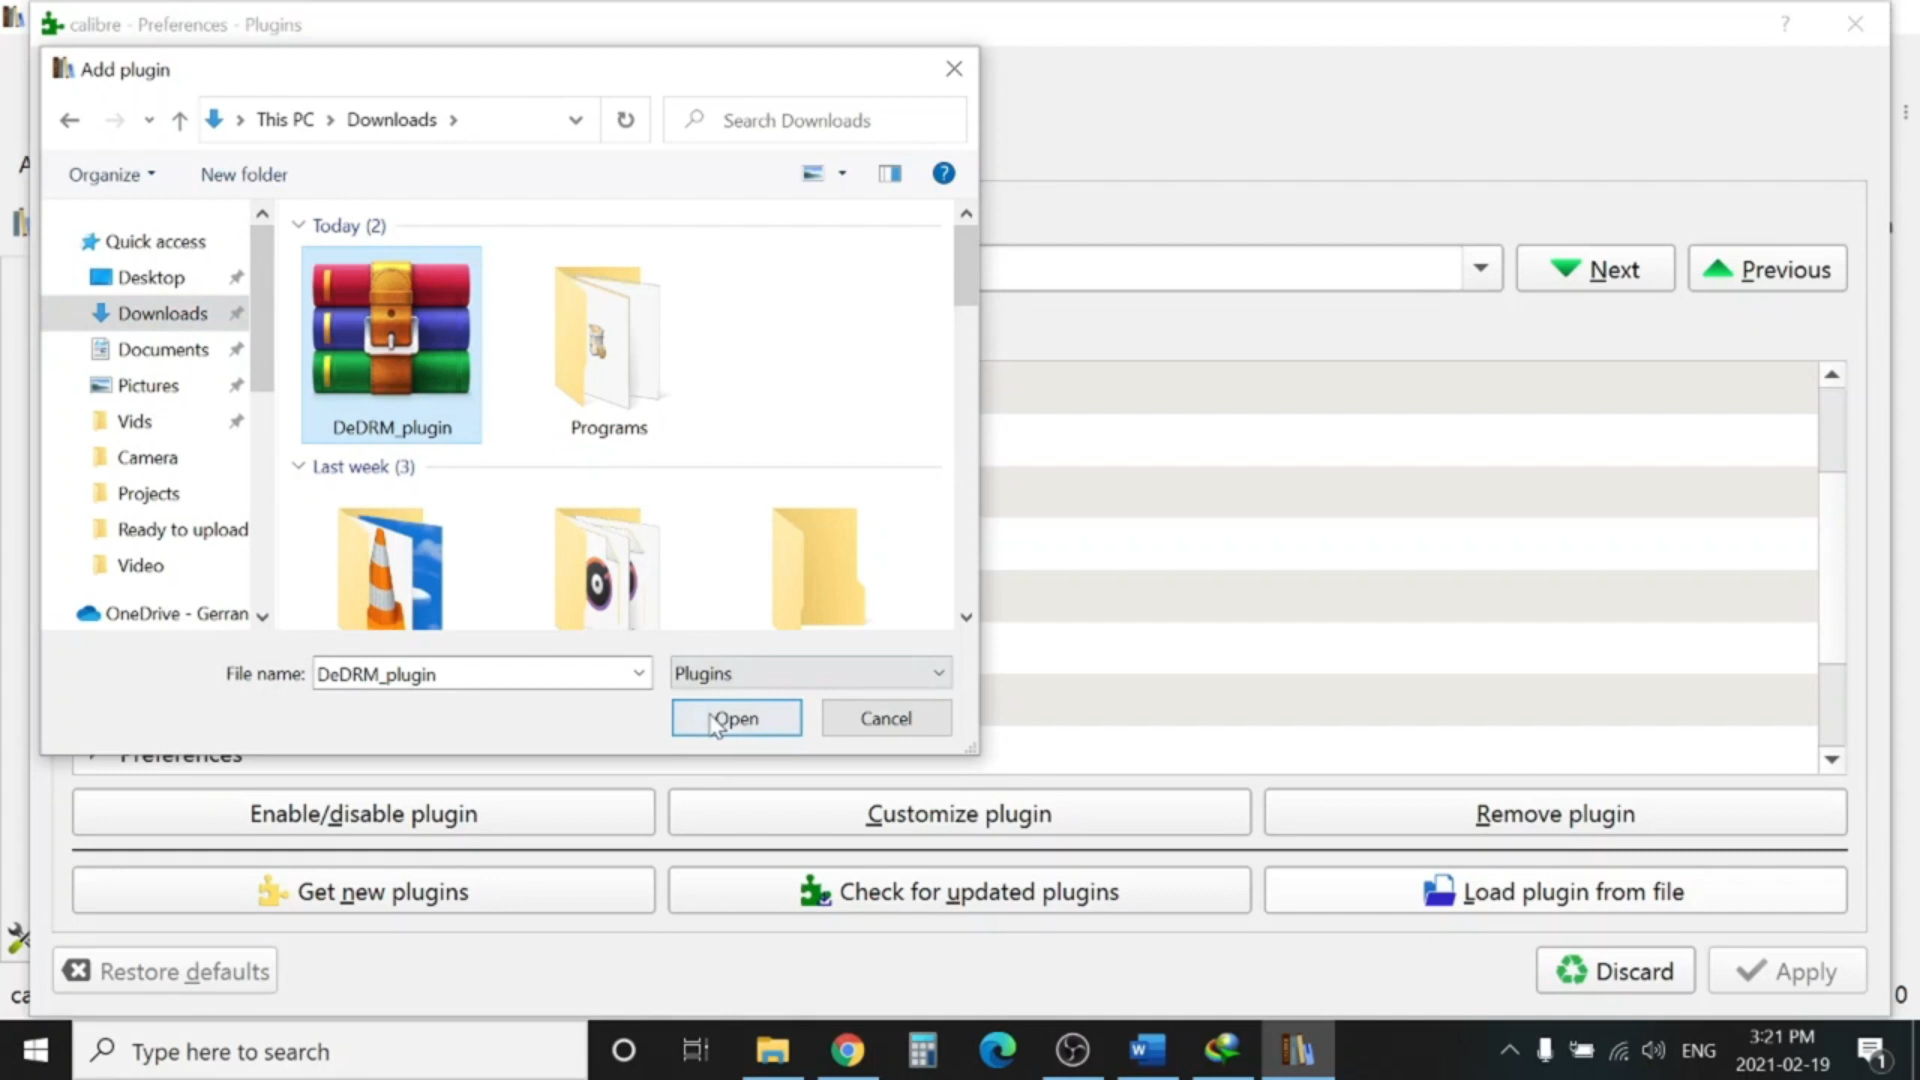 calibre - Preferences - Plugins
Add plugin
This PC > Downloads >
Search Downloads
Organize
New folder
Quick access
Desktop
Downloads
Documents
Pictures
Vids
Camera
Projects
Ready to upload
Video
OneDrive - Gerran
Today (2)
DeDRM_plugin
Programs
Last week (3)
File name:
DeDRM_plugin
Plugins
Open
Cancel
Next
Previous
Preferences
Enable/disable plugin
Customize plugin
Remove plugin
Get new plugins
Check for updated plugins
Load plugin from file
Restore defaults
Discard
Apply
ca
0
Type here to search
ENG
3:21 PM
2021-02-19
1